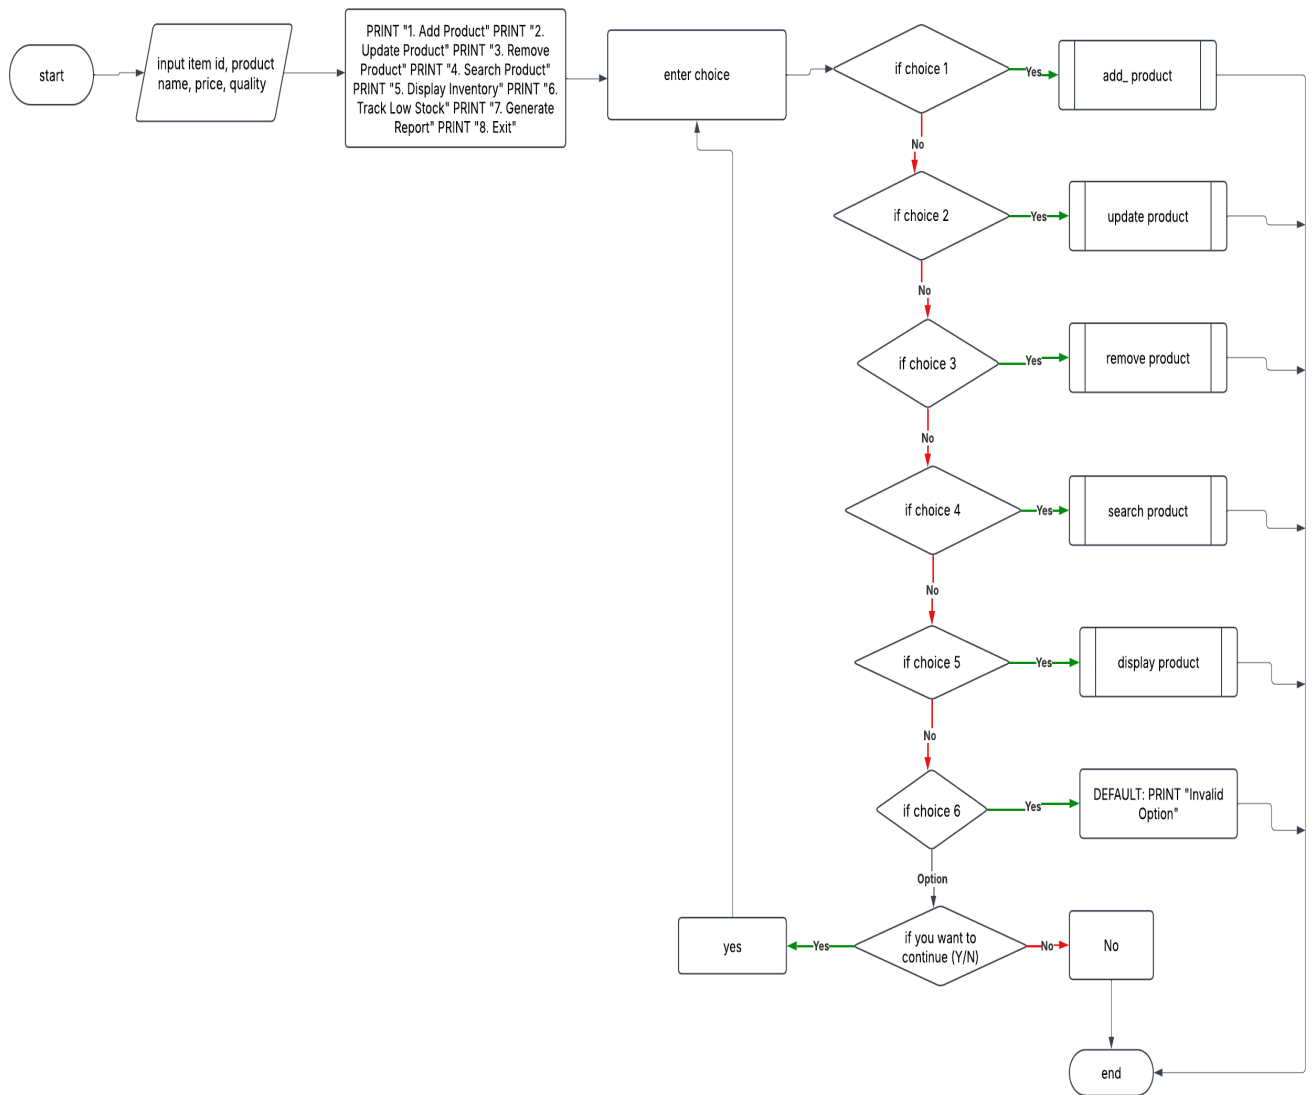 start
input item id, product
name, price, quality
PRINT "1. Add Product" PRINT "2.
Update Product" PRINT "3. Remove
Product" PRINT "4. Search Product"
PRINT "5. Display Inventory" PRINT "6.
Track Low Stock" PRINT "7. Generate
Report" PRINT "8. Exit"
enter choice
if choice 1
Yes
add_ product
No
if choice 2
Yes
update product
No
if choice 3
Yes
remove product
No
if choice 4
Yes
search product
No
if choice 5
Yes
display product
No
if choice 6
Yes
DEFAULT: PRINT "Invalid
Option"
Option
yes
Yes
if you want to
continue (Y/N)
No
No
end